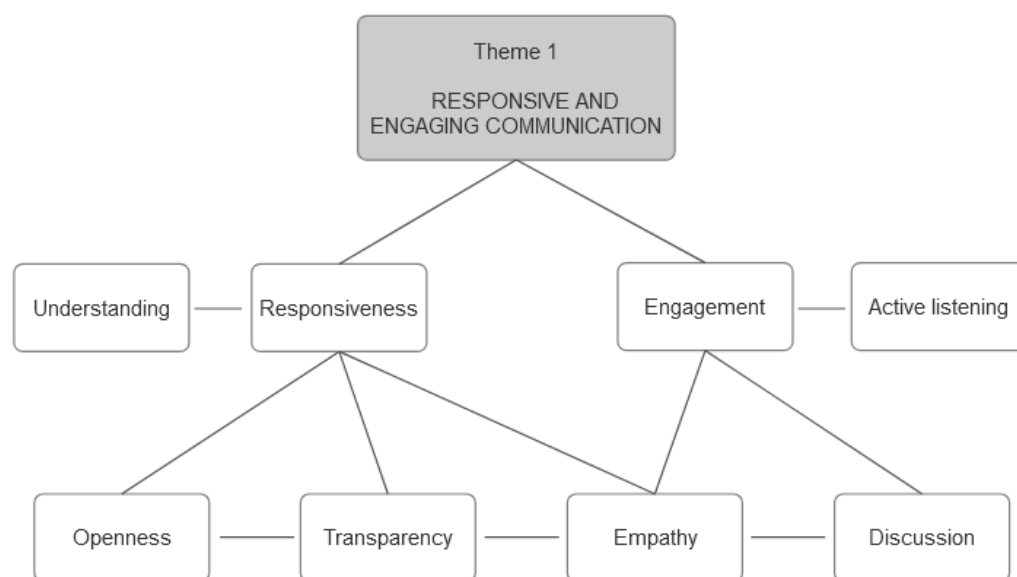 Theme 1
RESPONSIVE AND
ENGAGING COMMUNICATION
Understanding
Responsiveness
Engagement
Active listening
Openness
Transparency
Empathy
Discussion